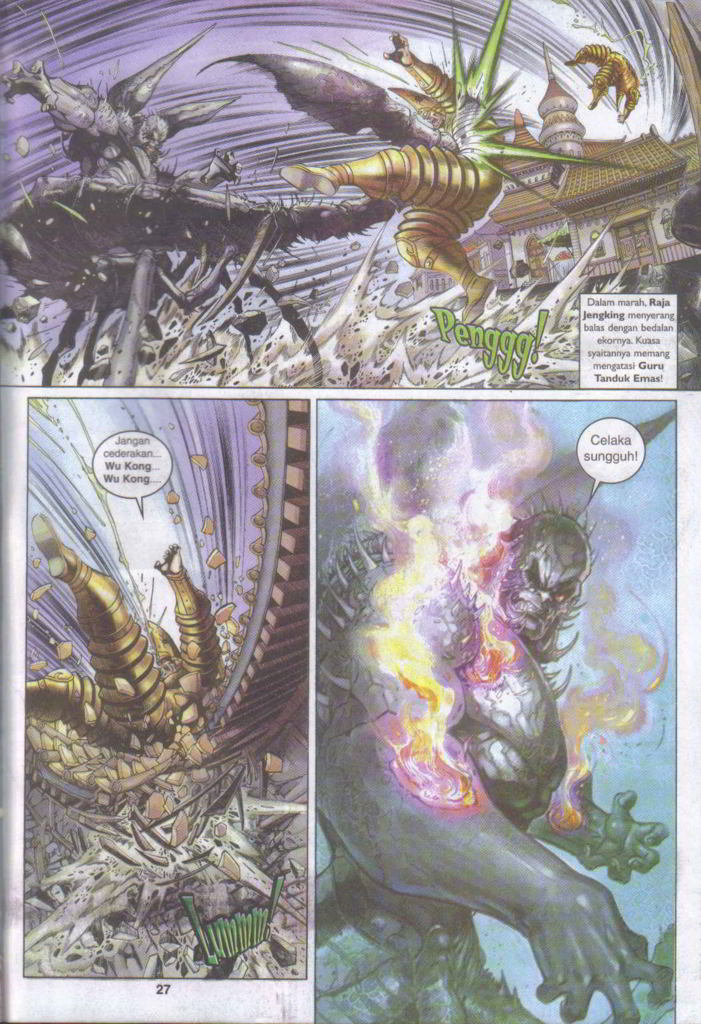 Penggg!
Dalam marah, Raja
Jengking menyerang
balas dengan bedalan
ekornya. Kuasa
syaitannya memang
mengatasi Guru
Tanduk Emas!
Jangan
cederakan...
Wu Kong...
Wu Kong....
Celaka
sungguh!
27